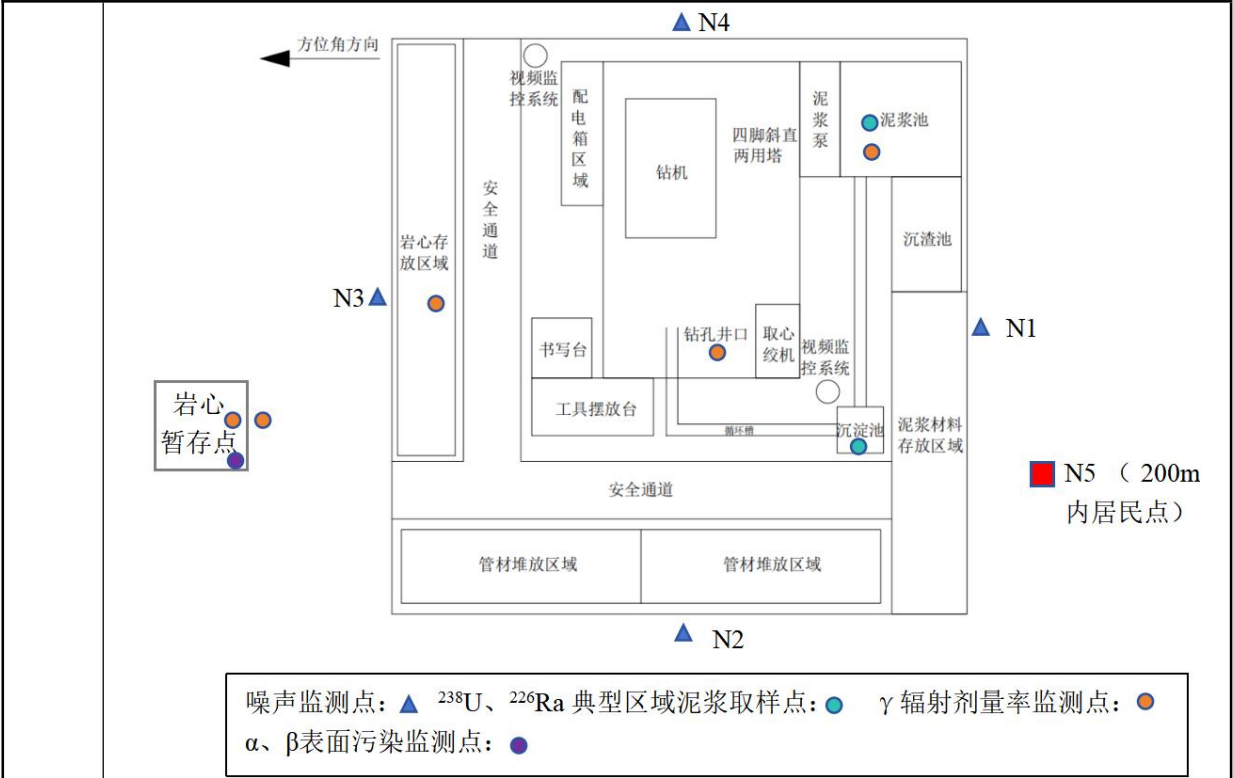 N4
方位角方向
视频监
控系统
配
电
箱
区
域
泥
浆
泵
泥浆池
四脚斜直
两用塔
钻机
安
全
通
道
岩心存
放区域
沉渣池
N3
N1
钻孔井口
取心
绞机
视频监
控系统
书写台
岩心
暂存点
工具摆放台
循环槽
沉淀池
泥浆材料
存放区域
N5 （ 200m
内居民点）
安全通道
管材堆放区域
管材堆放区域
N2
噪声监测点： ²³⁸U、²²⁶Ra 典型区域泥浆取样点： γ 辐射剂量率监测点：
α、β表面污染监测点：